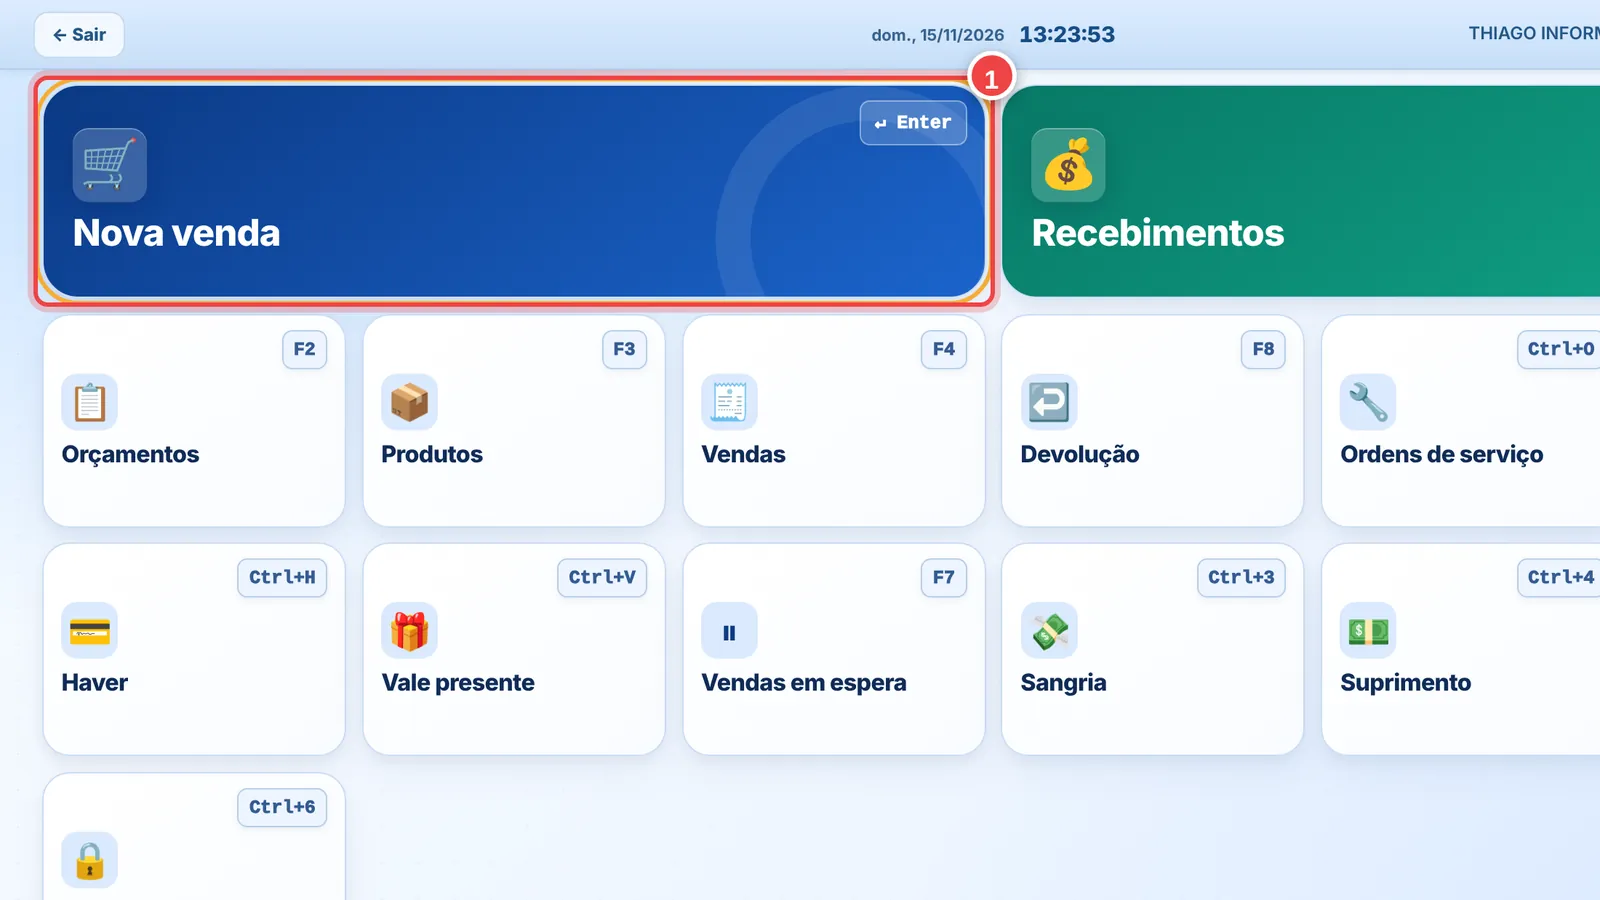 ← Sair
dom., 15/11/2026 13:23:53
THIAGO INFORM
1
↵ Enter
Nova venda
Recebimentos
F2
Orçamentos
F3
Produtos
F4
Vendas
F8
Devolução
Ctrl+O
Ordens de serviço
Ctrl+H
Haver
Ctrl+V
Vale presente
F7
Vendas em espera
Ctrl+3
Sangria
Ctrl+4
Suprimento
Ctrl+6